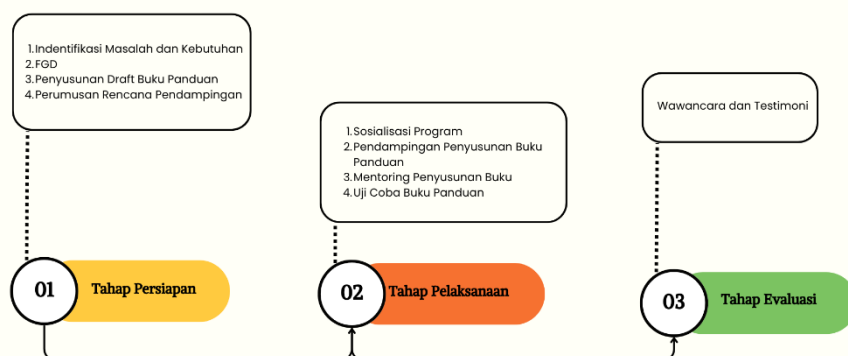 1. Indentifikasi Masalah dan Kebutuhan
2. FGD
3. Penyusunan Draft Buku Panduan
4. Perumusan Rencana Pendampingan
1. Sosialisasi Program
2. Pendampingan Penyusunan Buku
Panduan
3. Mentoring Penyusunan Buku
4. Uji Coba Buku Panduan
Wawancara dan Testimoni
01 Tahap Persiapan
02 Tahap Pelaksanaan
03 Tahap Evaluasi